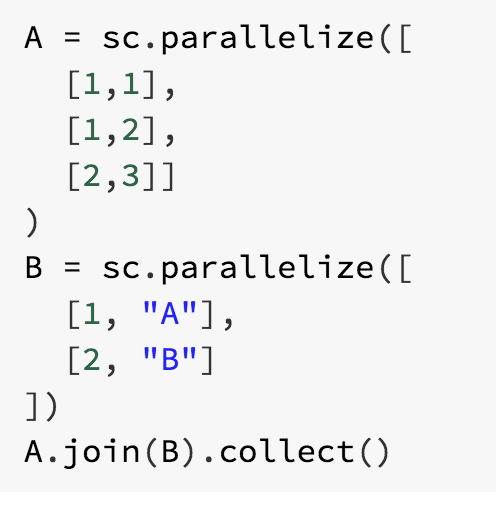 A = sc.parallelize([
  [1,1],
  [1,2],
  [2,3]]
)
B = sc.parallelize([
  [1, "A"],
  [2, "B"]
])
A.join(B).collect()